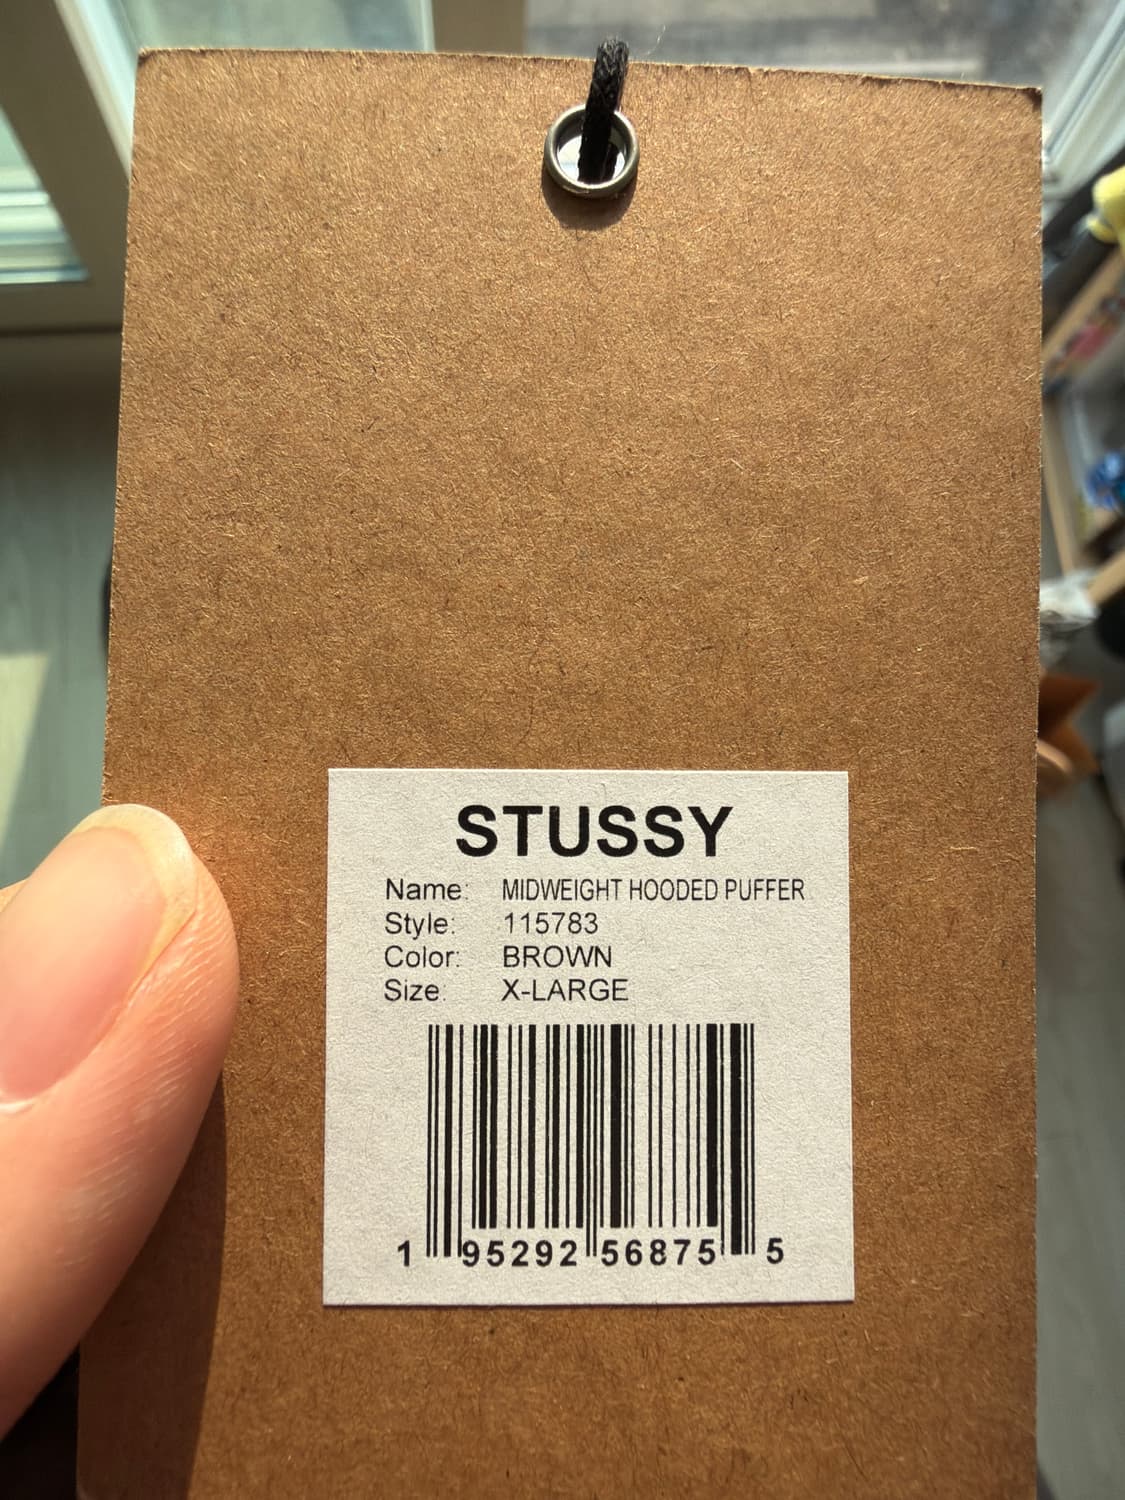 STUSSY
Name: MIDWEIGHT HOODED PUFFER
Style: 115783
Color: BROWN
Size: X-LARGE
1 95292 56875 5